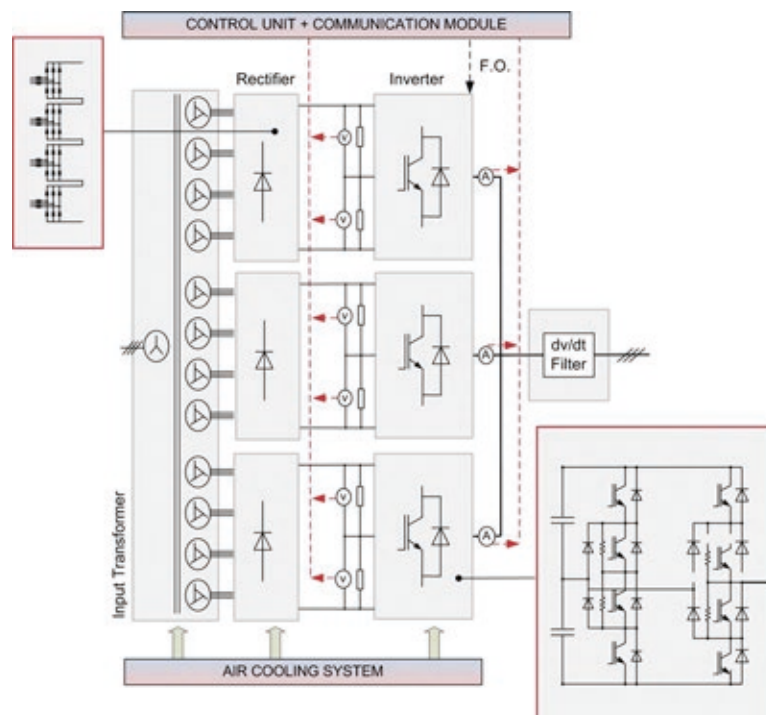 CONTROL UNIT + COMMUNICATION MODULE
Rectifier
Inverter
F.O.
V
A
V
V
A
dv/dt
Filter
V
V
A
V
Input Transformer
AIR COOLING SYSTEM